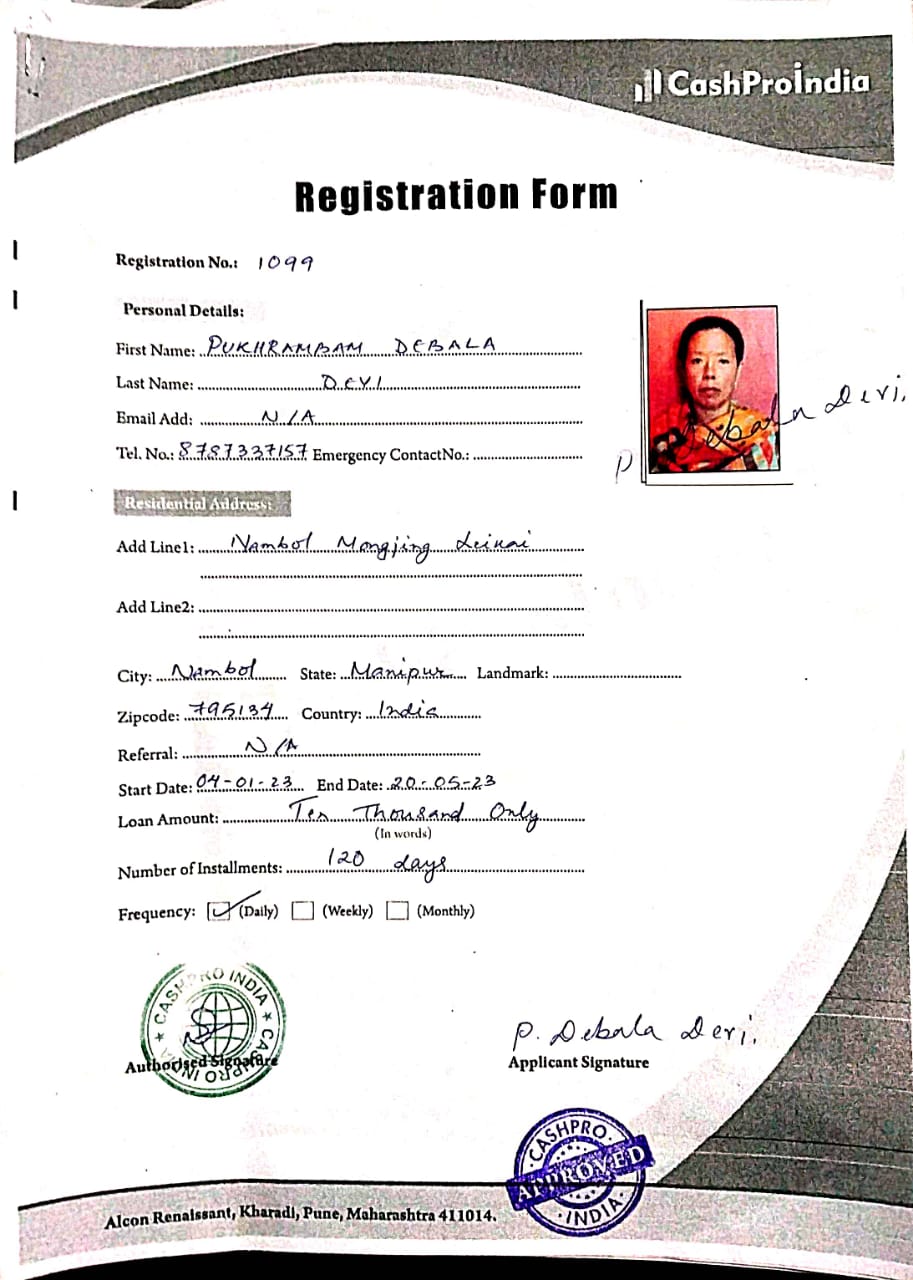 CashProIndia
Registration Form
Registration No.: 1099
Personal Details:
First Name: PUKHRAMBAM DEBALA
Last Name: DEVI
Email Add: N/A
Tel. No.: 8787337157 Emergency ContactNo.:
P Debala Devi.
Residential Address:
Add Line1: Nambol Mongjing Leikai
Add Line2:
City: Nambol State: Manipur Landmark:
Zipcode: 795134 Country: India
Referral: N/A
Start Date: 04-01-23 End Date: 20-05-23
Loan Amount: Ten Thousand Only
(In words)
Number of Installments: 120 days
Frequency: (Daily) (Weekly) (Monthly)
CASHPRO INDIA ★ CASHPRO INDIA ★
Authorised Signature
P. Debala Devi.
Applicant Signature
CASHPRO
APPROVED
INDIA
Alcon Renaissant, Kharadi, Pune, Maharashtra 411014.